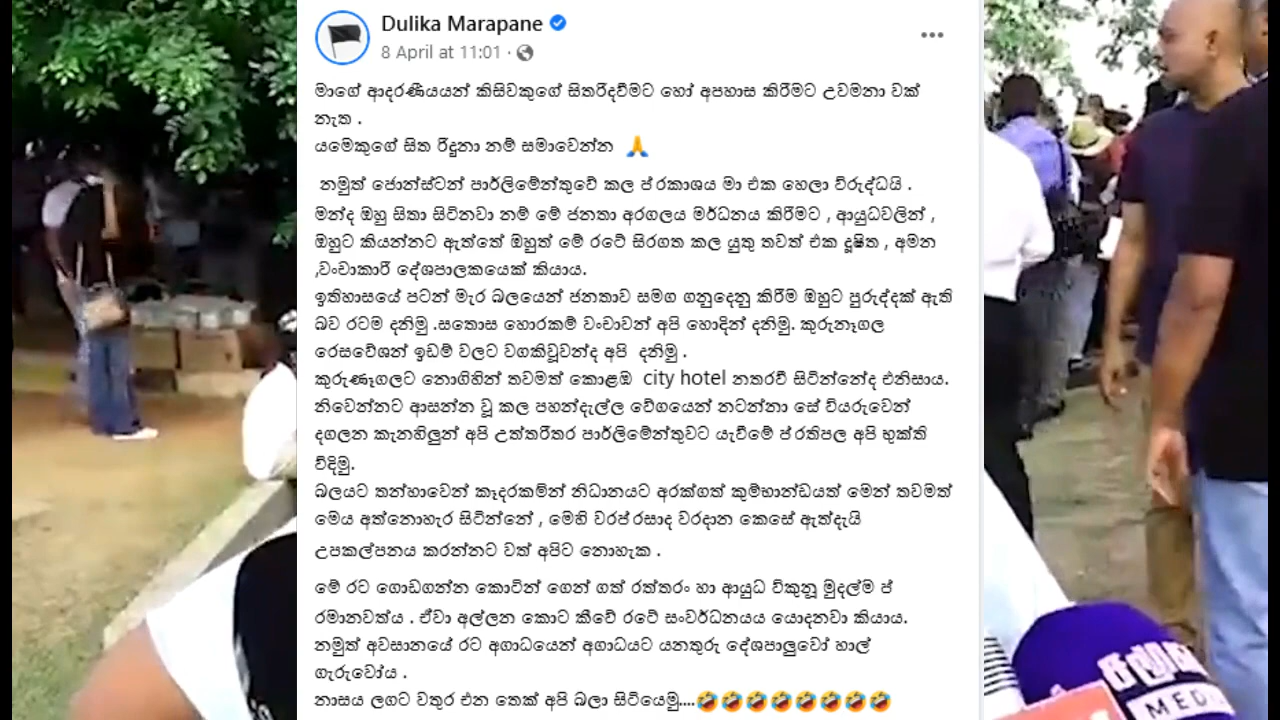 Dulika Marapane
8 April at 11:01 ·
මාගේ ආදරණීයයන් කිසිවකුගේ සිතරිදවීමට හෝ අපහාස කිරීමට උවමනා වක්
නැත .
යමෙකුගේ සිත රිදුනා නම් සමාවෙන්න 🙏
නමුත් ජොන්ස්ටන් පාර්ලිමේන්තුවේ කල ප්රකාශය මා එක හෙලා විරුද්ධයි .
මන්ද ඔහු සිතා සිටිනවා නම් මේ ජනතා අරගලය මර්ධනය කිරීමට , ආයුධවලින් ,
ඔහුට කියන්නට ඇත්තේ ඔහුත් මේ රටේ සිරගත කල යුතු තවත් එක දූෂිත , අමන
,වංචාකාරී දේශපාලකයෙක් කියාය.
ඉතිහාසයේ පටන් මැර බලයෙන් ජනතාව සමග ගනුදෙනු කිරීම ඔහුට පුරුද්දක් ඇති
බව රටම දනිමු .සතොස හොරකම් වංචාවන් අපි හොඳින් දනිමු. කුරුනෑගල
රෙසවේශන් ඉඩම් වලට වගකිවූවන්ද අපි දනිමු .
කුරුණෑගලට නොගිහින් තවමත් කොළඹ city hotel නතරවී සිටින්නේද එනිසාය.
නිවෙන්නට ආසන්න වූ කල පහන්දැල්ල වේගයෙන් නටන්නා සේ වියරුවෙන්
දගලන කැනහිලුන් අපි උත්තරීතර පාර්ලිමේන්තුවට යැවීමේ ප්රතිපල අපි භුක්ති
විදිමු.
බලයට තන්හාවෙන් කෑදරකමින් නිධානයට අරක්ගත් කුම්භාන්ඩයන් මෙන් තවමත්
මෙය අත්නොහැර සිටින්නේ , මෙහි වරප්රසාද වරදාන කෙසේ ඇත්දැයි
උපකල්පනය කරන්නට වත් අපිට නොහැක .
මේ රට ගොඩගන්න කොටින් ගෙන් ගත් රත්තරං හා ආයුධ විකුනූ මුදල්ම ප්
රමානවත්ය . ඒවා අල්ලන කොට කීවේ රටේ සංවර්ධනයය යොදනවා කියාය.
නමුත් අවසානයේ රට අගාධයෙන් අගාධයට යනතුරු දේශපාලුවෝ හාල්
ගැරුවෝය .
නාසය ලගට වතුර එන තෙක් අපි බලා සිටියෙමු....🤣🤣🤣🤣🤣🤣🤣🤣
MEDIA